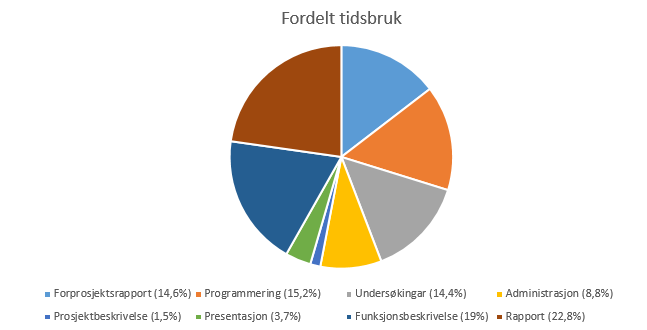 Fordelt tidsbruk
Forprosjektsrapport (14,6%) Programmering (15,2%) Undersøkingar (14,4%) Administrasjon (8,8%)
Prosjektbeskrivelse (1,5%) Presentasjon (3,7%) Funksjonsbeskrivelse (19%) Rapport (22,8%)